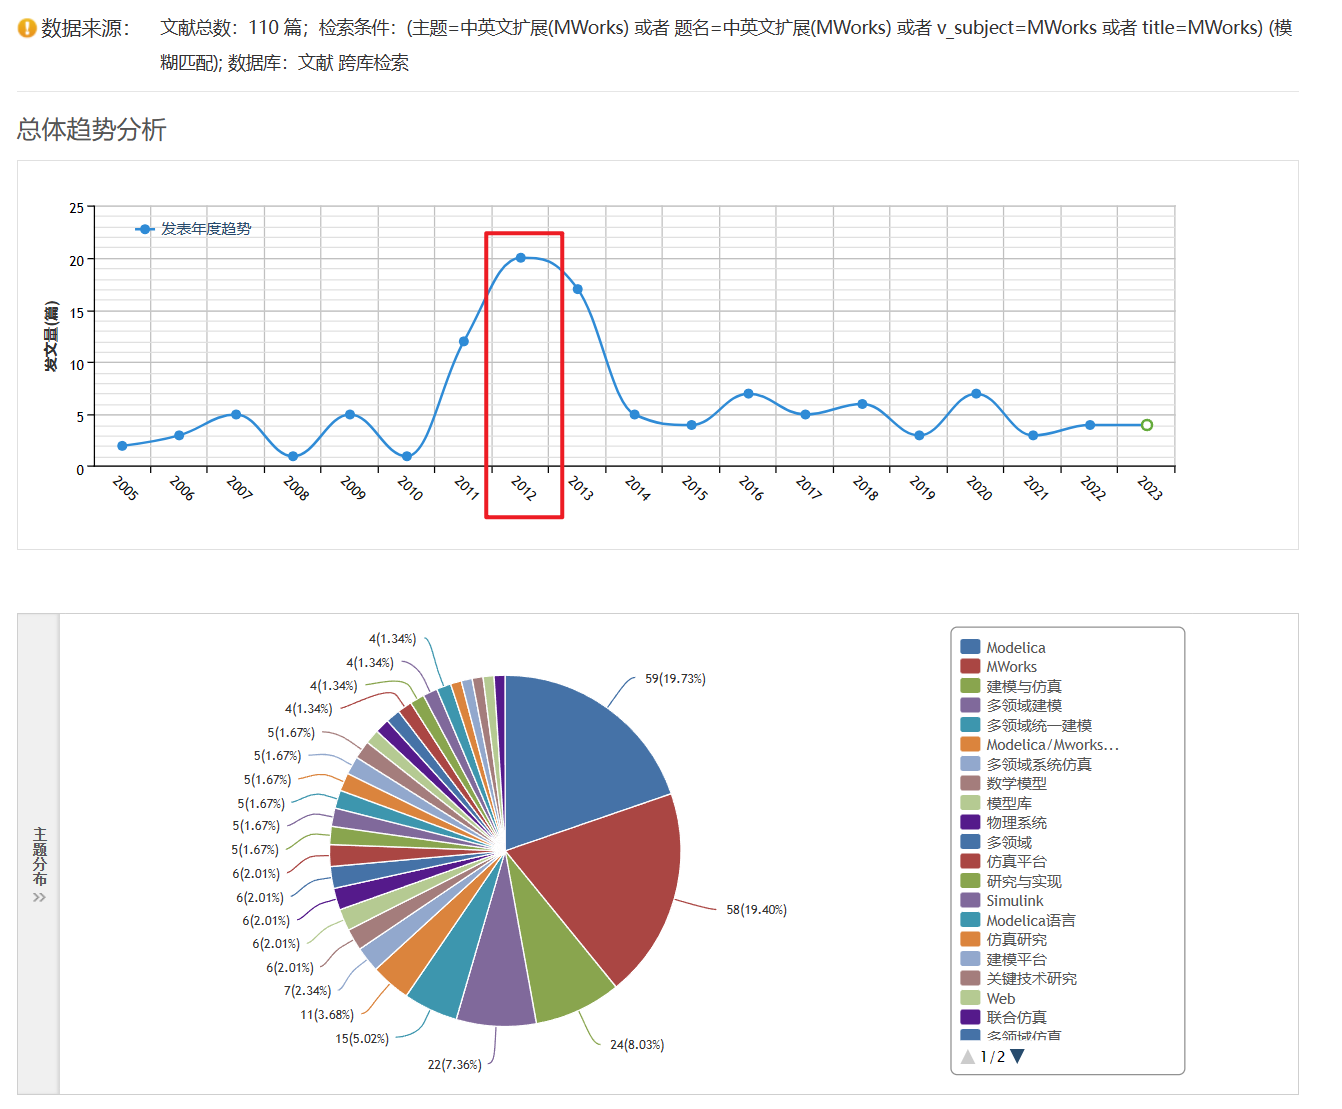 数据来源： 文献总数：110 篇；检索条件：(主题=中英文扩展(MWorks) 或者 题名=中英文扩展(MWorks) 或者 v_subject=MWorks 或者 title=MWorks) (模
糊匹配); 数据库：文献 跨库检索
总体趋势分析
发表年度趋势
发文量(篇)
25
20
15
10
5
0
2005
2006
2007
2008
2009
2010
2011
2012
2013
2014
2015
2016
2017
2018
2019
2020
2021
2022
2023
主题分布
»
59(19.73%)
58(19.40%)
24(8.03%)
22(7.36%)
15(5.02%)
11(3.68%)
7(2.34%)
6(2.01%)
6(2.01%)
6(2.01%)
6(2.01%)
6(2.01%)
5(1.67%)
5(1.67%)
5(1.67%)
5(1.67%)
5(1.67%)
5(1.67%)
4(1.34%)
4(1.34%)
4(1.34%)
4(1.34%)
Modelica
MWorks
建模与仿真
多领域建模
多领域统一建模
Modelica/Mworks...
多领域系统仿真
数学模型
模型库
物理系统
多领域
仿真平台
研究与实现
Simulink
Modelica语言
仿真研究
建模平台
关键技术研究
Web
联合仿真
多领域仿真
1/2